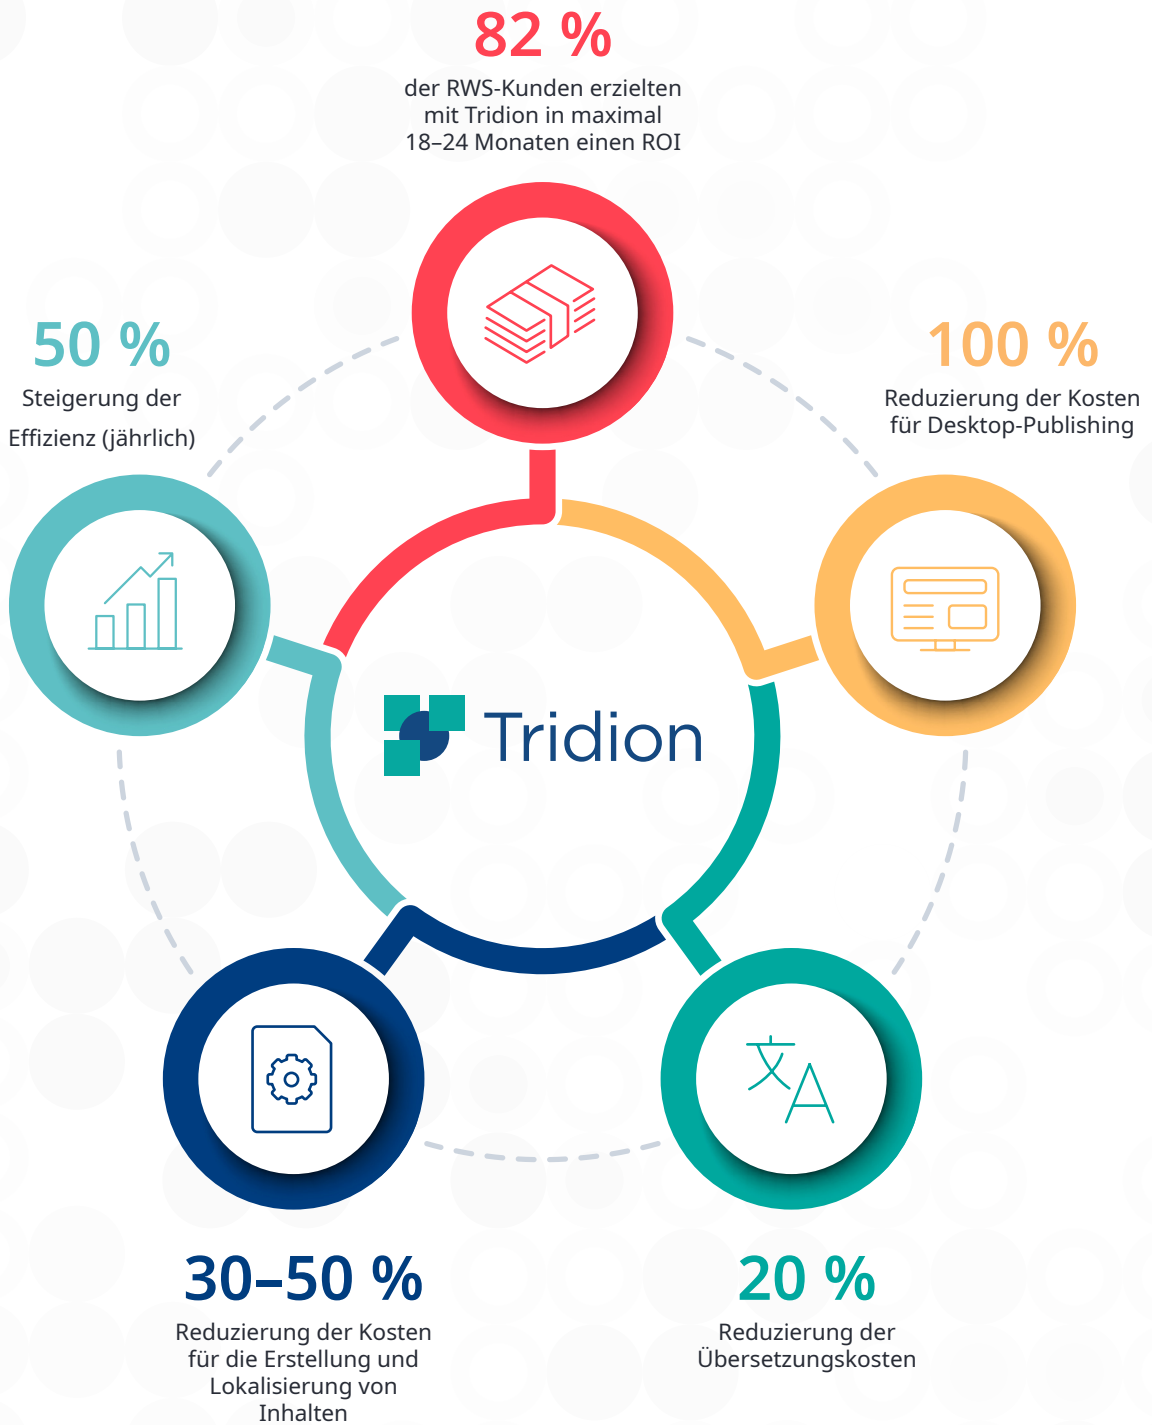 82 %
der RWS-Kunden erzielten
mit Tridion in maximal
18–24 Monaten einen ROI
50 %
Steigerung der
Effizienz (jährlich)
100 %
Reduzierung der Kosten
für Desktop-Publishing
Tridion
文A
30–50 %
Reduzierung der Kosten
für die Erstellung und
Lokalisierung von
Inhalten
20 %
Reduzierung der
Übersetzungskosten